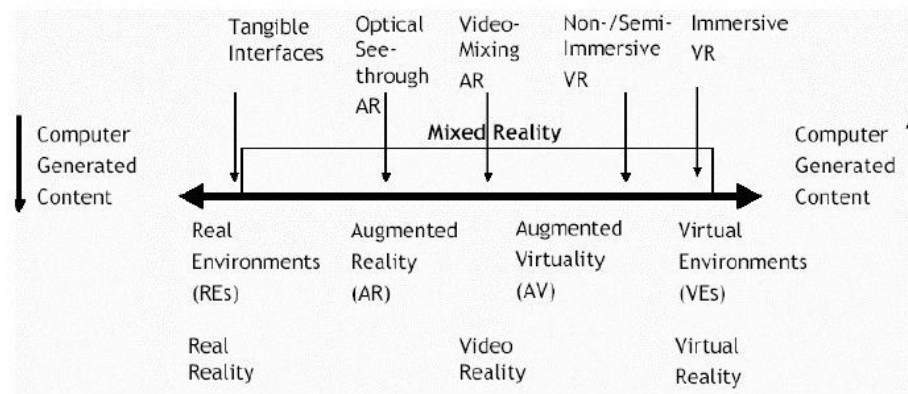 Tangible
Interfaces
Optical
See-
through
AR
Video-
Mixing
AR
Non-/Semi-
Immersive
VR
Immersive
VR
Mixed Reality
Computer
Generated
Content
Computer
Generated
Content
Real
Environments
(REs)
Augmented
Reality
(AR)
Augmented
Virtuality
(AV)
Virtual
Environments
(VEs)
Real
Reality
Video
Reality
Virtual
Reality